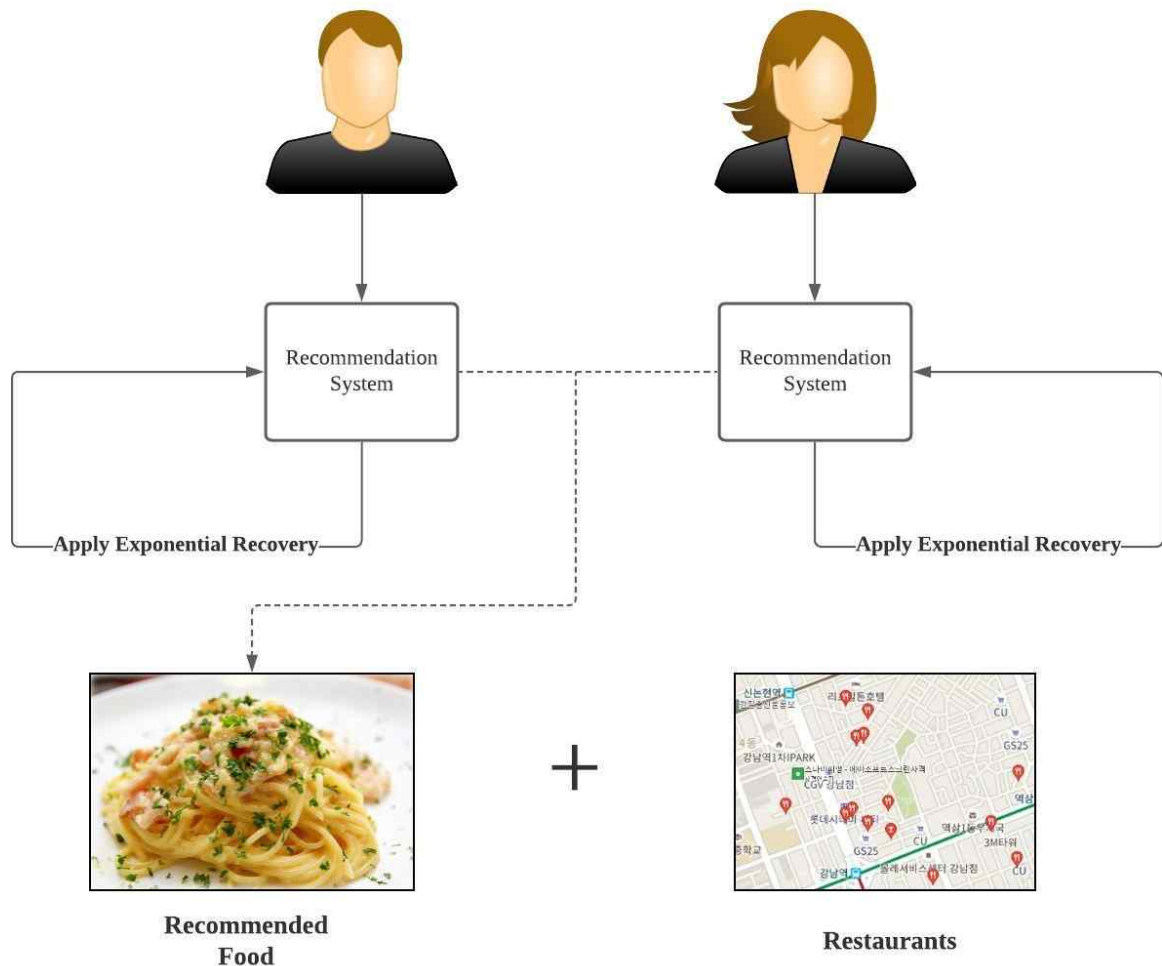 Recommendation
System
Recommendation
System
Apply Exponential Recovery
Apply Exponential Recovery
신논현역
CU
GS25
강남역1차IPARK
CGV 강남점
GS25
CU
3M타워
강남역
CU
Recommended
Food
Restaurants